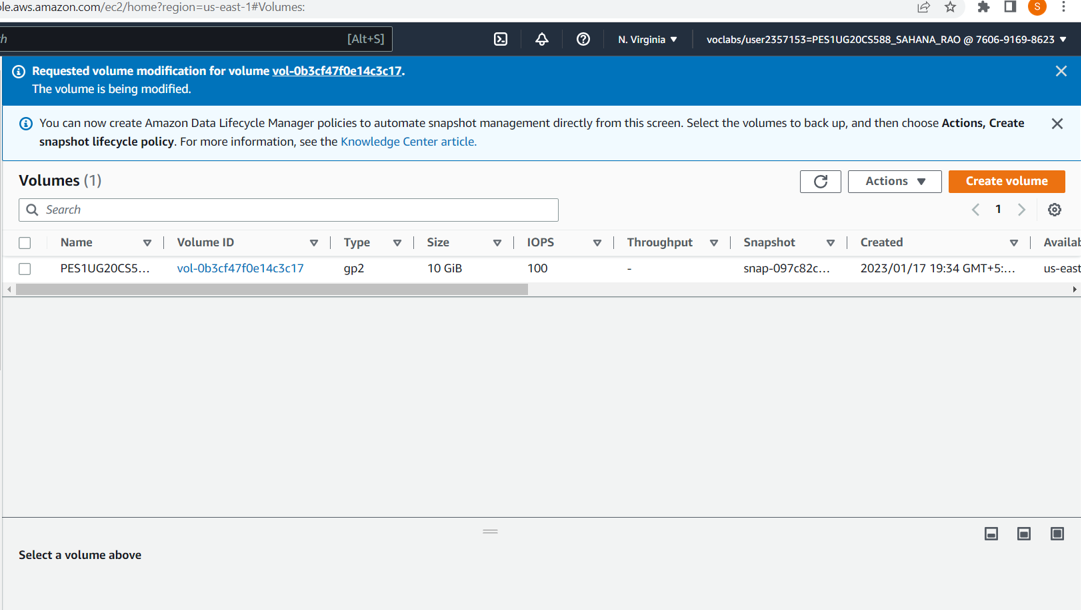 le.aws.amazon.com/ec2/home?region=us-east-1#Volumes:
S
h [Alt+S] N. Virginia ▼ voclabs/user2357153=PES1UG20CS588_SAHANA_RAO @ 7606-9169-8623 ▼
Requested volume modification for volume vol-0b3cf47f0e14c3c17.
The volume is being modified.
You can now create Amazon Data Lifecycle Manager policies to automate snapshot management directly from this screen. Select the volumes to back up, and then choose Actions, Create
snapshot lifecycle policy. For more information, see the Knowledge Center article.
Volumes (1) Actions ▼ Create volume
Search 1
Name Volume ID Type Size IOPS Throughput Snapshot Created Availab
PES1UG20CS5... vol-0b3cf47f0e14c3c17 gp2 10 GiB 100 - snap-097c82c... 2023/01/17 19:34 GMT+5:... us-east
Select a volume above